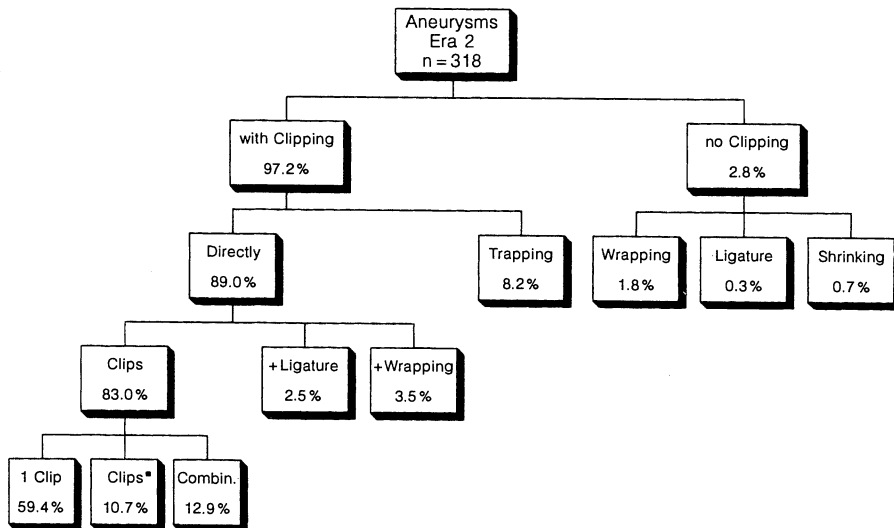 Aneurysms
Era 2
n = 318
with Clipping
97.2%
no Clipping
2.8%
Directly
89.0%
Trapping
8.2%
Wrapping
1.8%
Ligature
0.3%
Shrinking
0.7%
Clips
83.0%
+Ligature
2.5%
+Wrapping
3.5%
1 Clip
59.4%
Clips■
10.7%
Combin.
12.9%